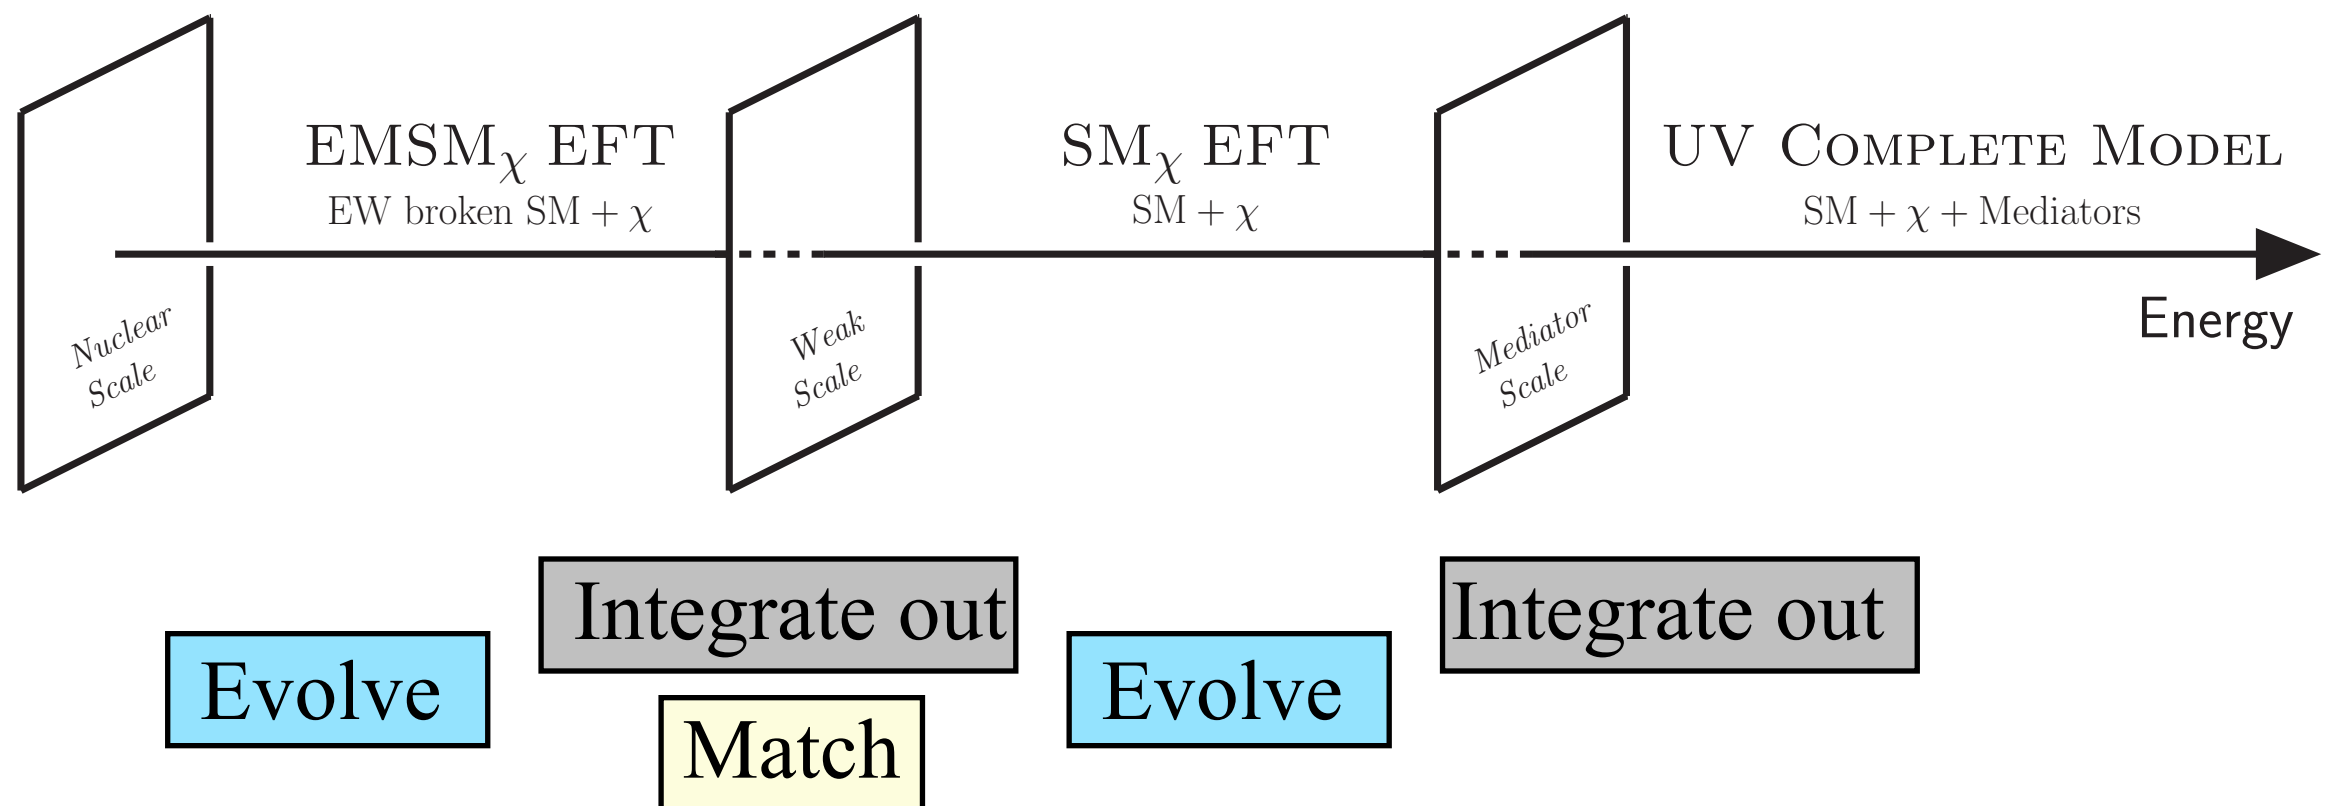 EMSMχ EFT
EW broken SM + χ
SMχ EFT
SM + χ
UV Complete Model
SM + χ + Mediators
Energy
Nuclear
Scale
Weak
Scale
Mediator
Scale
Integrate out
Integrate out
Evolve
Evolve
Match